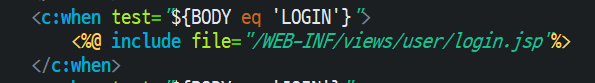 <c:when test="${BODY eq 'LOGIN'}">
<%@ include file="/WEB-INF/views/user/login.jsp"%>
</c:when>